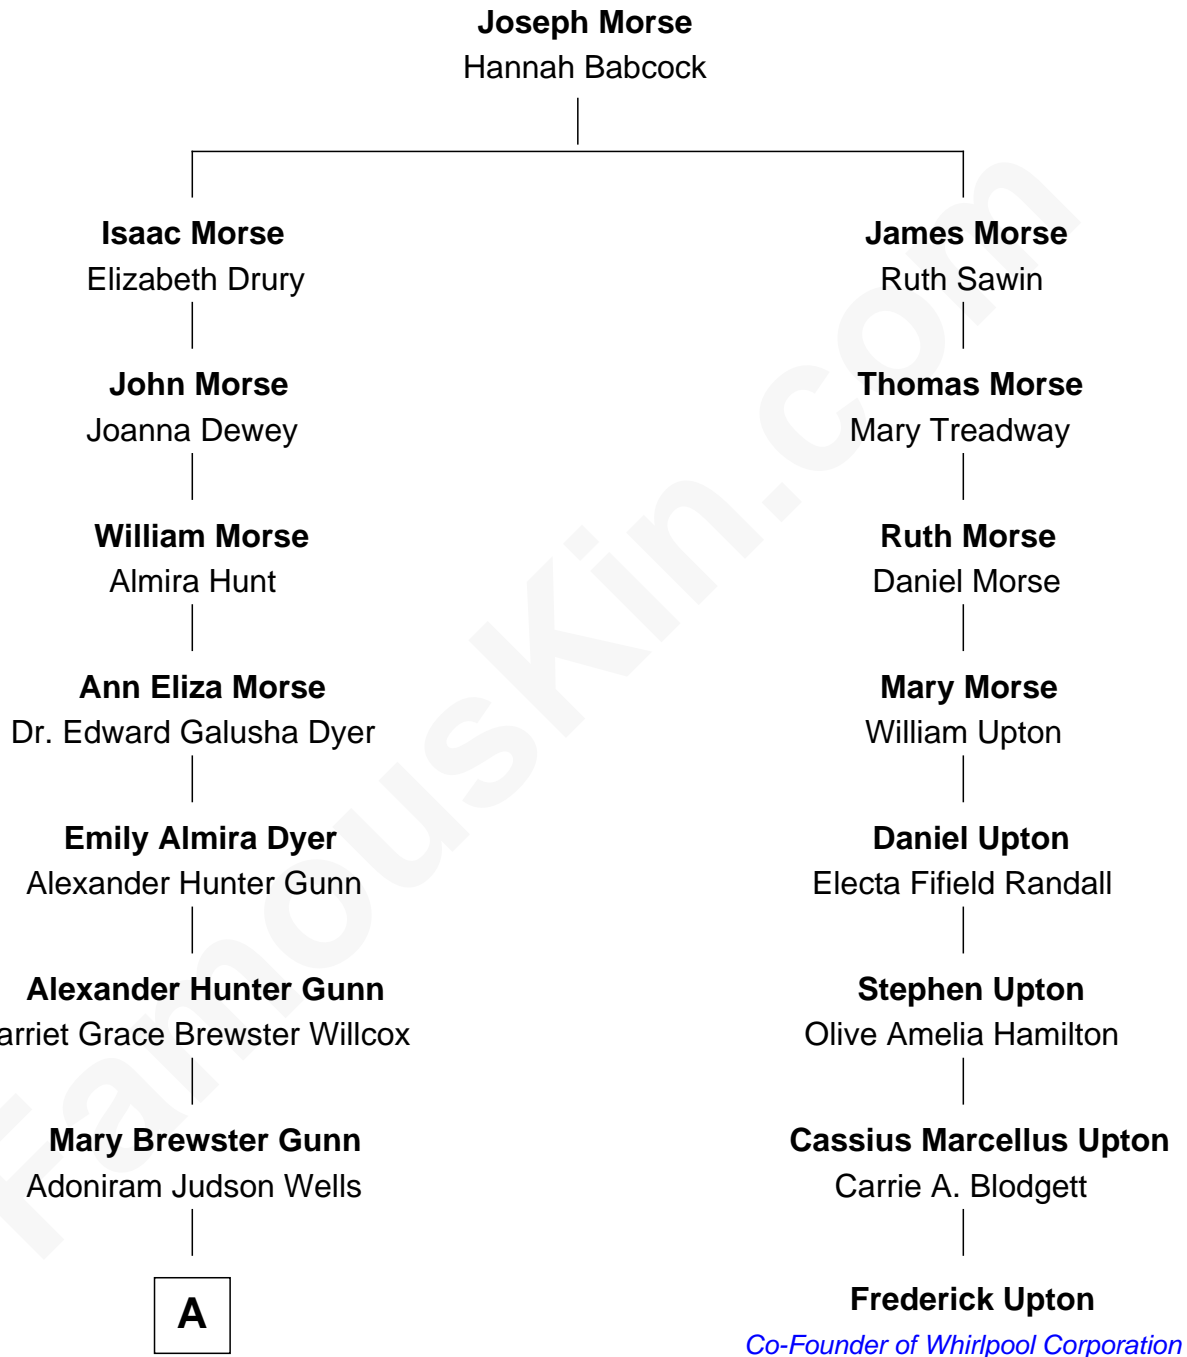 Joseph Morse
Hannah Babcock
Isaac Morse
Elizabeth Drury
James Morse
Ruth Sawin
John Morse
Joanna Dewey
Thomas Morse
Mary Treadway
William Morse
Almira Hunt
Ruth Morse
Daniel Morse
Ann Eliza Morse
Dr. Edward Galusha Dyer
Mary Morse
William Upton
Emily Almira Dyer
Alexander Hunter Gunn
Daniel Upton
Electa Fifield Randall
Alexander Hunter Gunn
arriet Grace Brewster Willcox
Stephen Upton
Olive Amelia Hamilton
Mary Brewster Gunn
Adoniram Judson Wells
Cassius Marcellus Upton
Carrie A. Blodgett
A
Frederick Upton
Co-Founder of Whirlpool Corporation
FamousKin.com